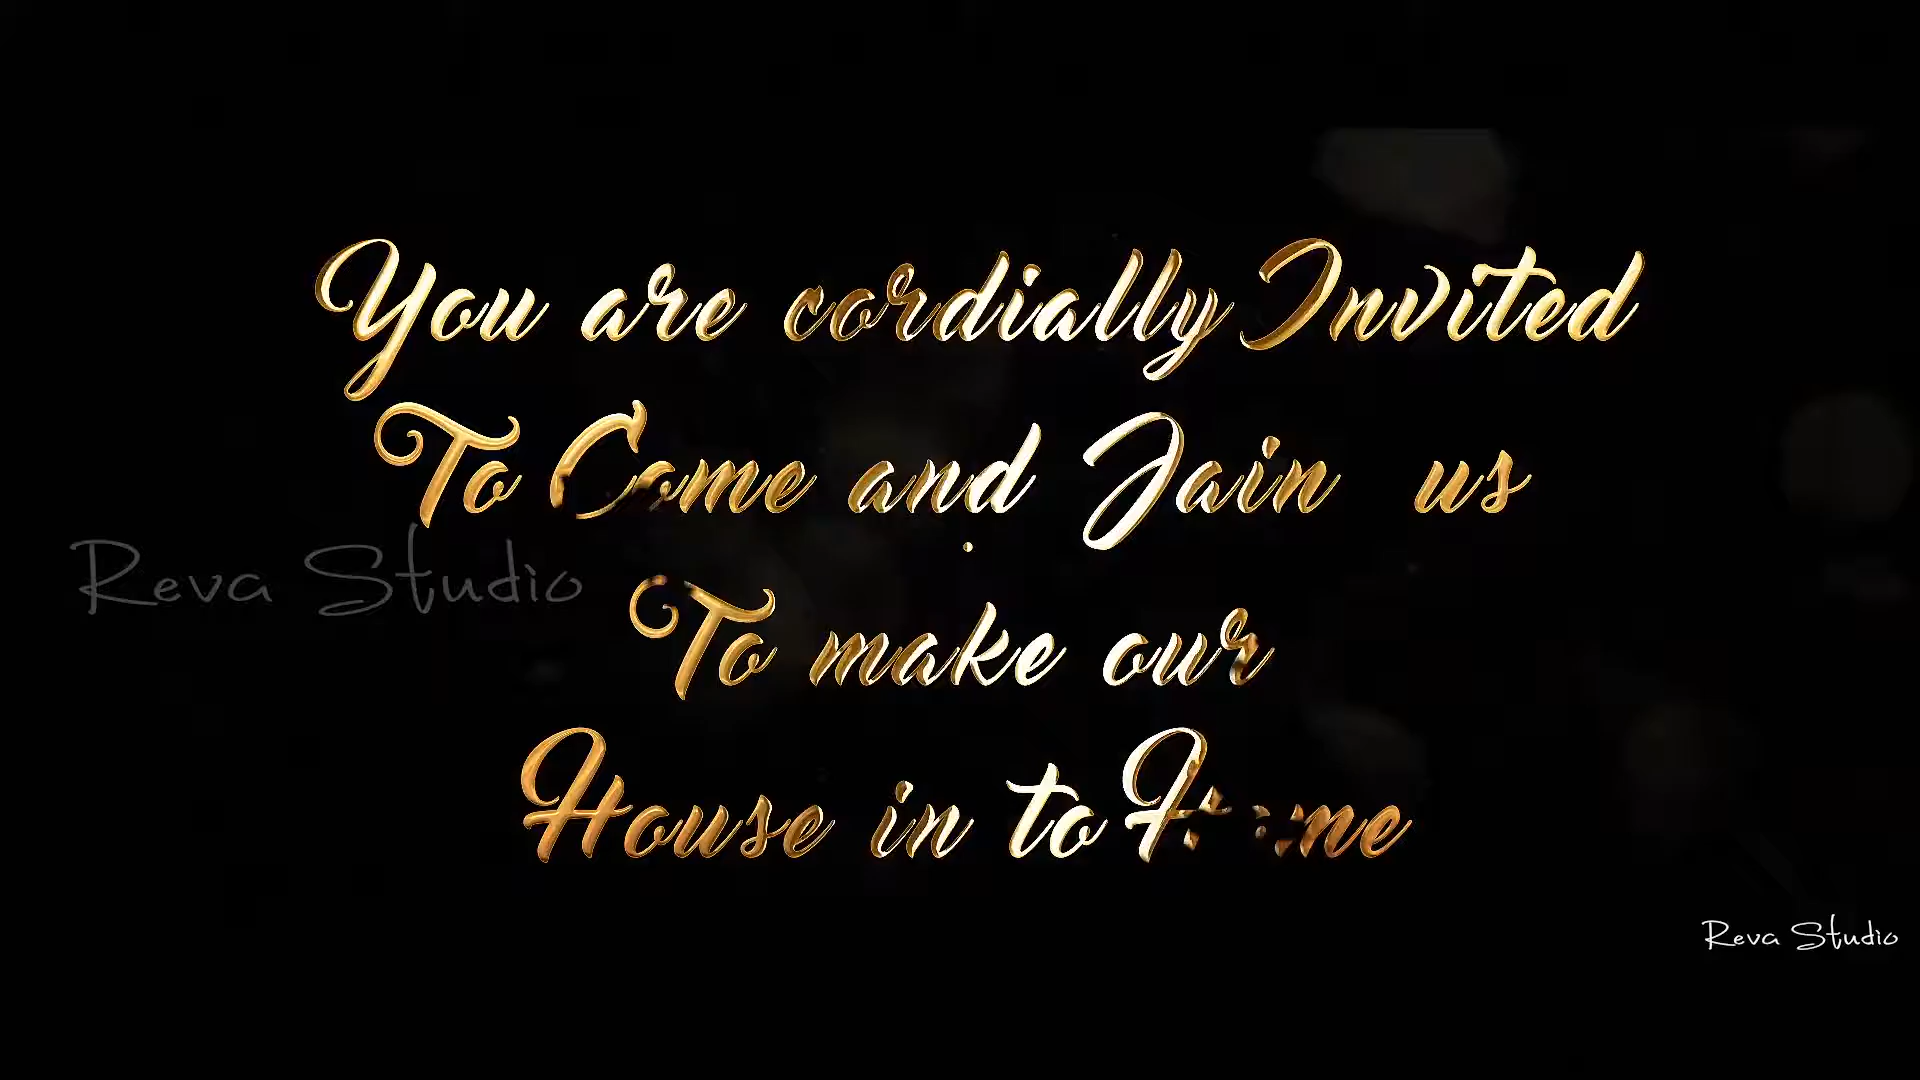 You are cordially Invited
To Come and Jain us
Reva Studio
To make our
House in to Home
Reva Studio